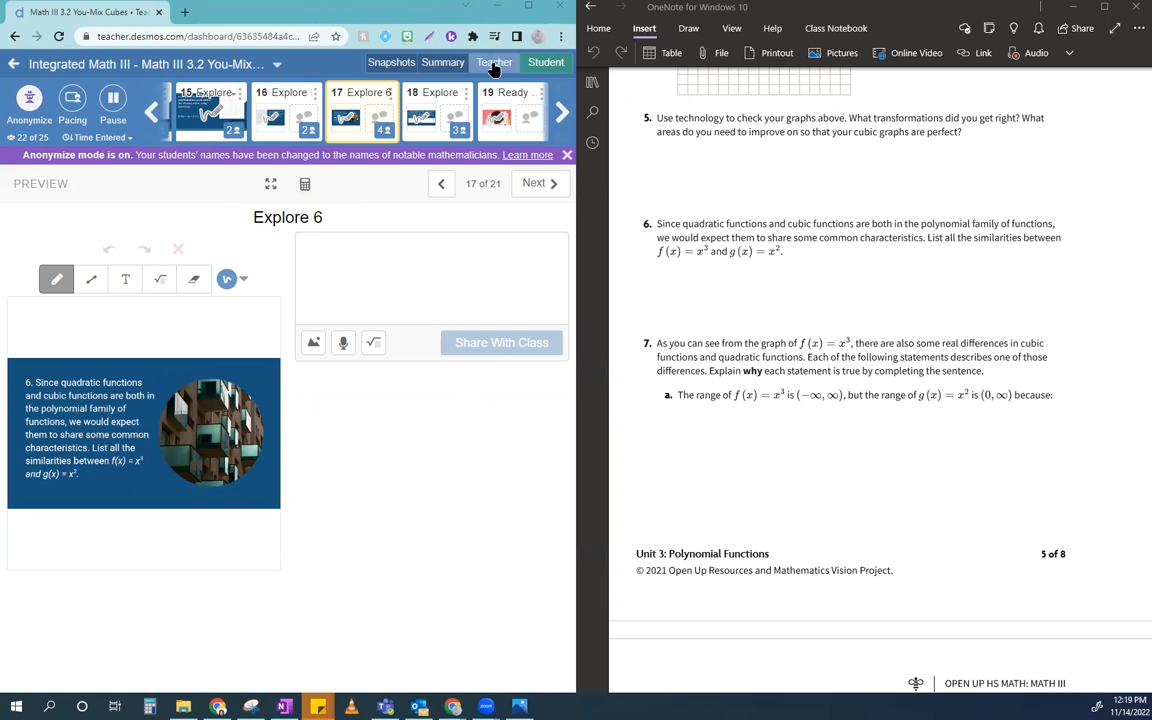 Math III 3.2 You-Mix Cubes • Tea
teacher.desmos.com/dashboard/63635484a4c...
Integrated Math III - Math III 3.2 You-Mix...
Snapshots Summary Teacher Student
Anonymize Pacing Pause
22 of 25 Time Entered
15 Explore 16 Explore 17 Explore 6 18 Explore 19 Ready ..
2 2 4 3
Anonymize mode is on. Your students' names have been changed to the names of notable mathematicians. Learn more
PREVIEW
17 of 21 Next
Explore 6
T
Share With Class
6. Since quadratic functions
and cubic functions are both in
the polynomial family of
functions, we would expect
them to share some common
characteristics. List all the
similarities between f(x) = x³
and g(x) = x².
OneNote for Windows 10
Home Insert Draw View Help Class Notebook Share
Table File Printout Pictures Online Video Link Audio
5. Use technology to check your graphs above. What transformations did you get right? What
areas do you need to improve on so that your cubic graphs are perfect?
6. Since quadratic functions and cubic functions are both in the polynomial family of functions,
we would expect them to share some common characteristics. List all the similarities between
f (x) = x³ and g (x) = x².
7. As you can see from the graph of f (x) = x³, there are also some real differences in cubic
functions and quadratic functions. Each of the following statements describes one of those
differences. Explain why each statement is true by completing the sentence.
a. The range of f (x) = x³ is (−∞, ∞), but the range of g (x) = x² is (0, ∞) because:
Unit 3: Polynomial Functions 5 of 8
© 2021 Open Up Resources and Mathematics Vision Project.
OPEN UP HS MATH: MATH III
12:19 PM
11/14/2022